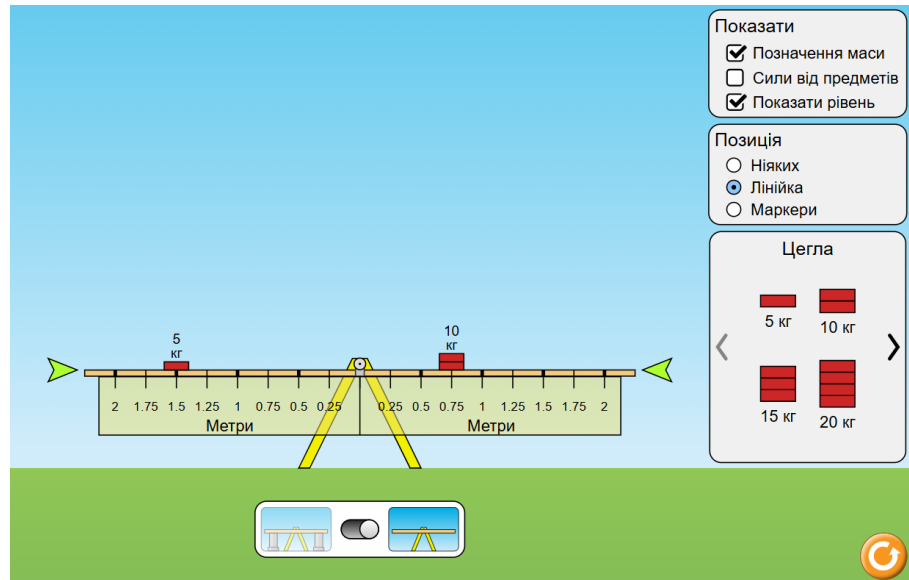 Показати
Позначення маси
Сили від предметів
Показати рівень
Позиція
Ніяких
Лінійка
Маркери
Цегла
5 кг
10 кг
15 кг
20 кг
5
кг
10
кг
2 1.75 1.5 1.25 1 0.75 0.5 0.25 0.25 0.5 0.75 1 1.25 1.5 1.75 2
Метри Метри